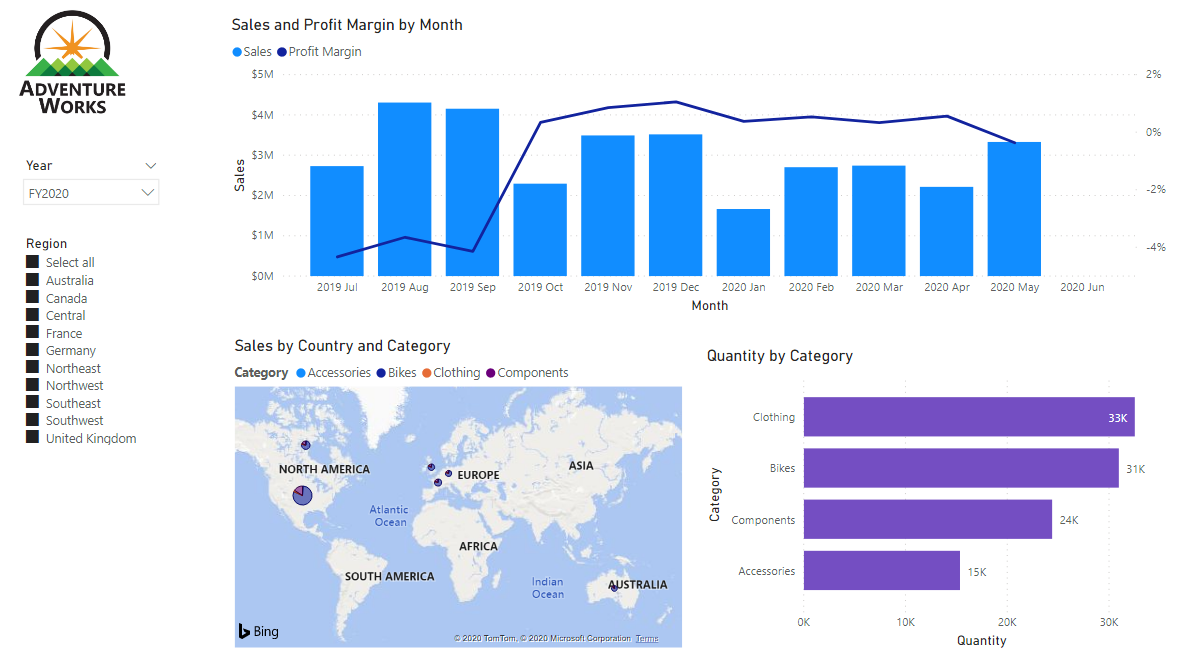 ADVENTURE
WORKS
Year
FY2020
Region
Select all
Australia
Canada
Central
France
Germany
Northeast
Northwest
Southeast
Southwest
United Kingdom
Sales and Profit Margin by Month
Sales Profit Margin
$5M
$4M
$3M
$2M
$1M
$0M
Sales
2%
0%
-2%
-4%
2019 Jul 2019 Aug 2019 Sep 2019 Oct 2019 Nov 2019 Dec 2020 Jan 2020 Feb 2020 Mar 2020 Apr 2020 May 2020 Jun
Month
Sales by Country and Category
Category Accessories Bikes Clothing Components
NORTH AMERICA
EUROPE
ASIA
Atlantic
Ocean
AFRICA
SOUTH AMERICA
Indian
Ocean
AUSTRALIA
Bing
© 2020 TomTom, © 2020 Microsoft Corporation Terms
Quantity by Category
Category
Clothing 33K
Bikes 31K
Components 24K
Accessories 15K
0K 10K 20K 30K
Quantity